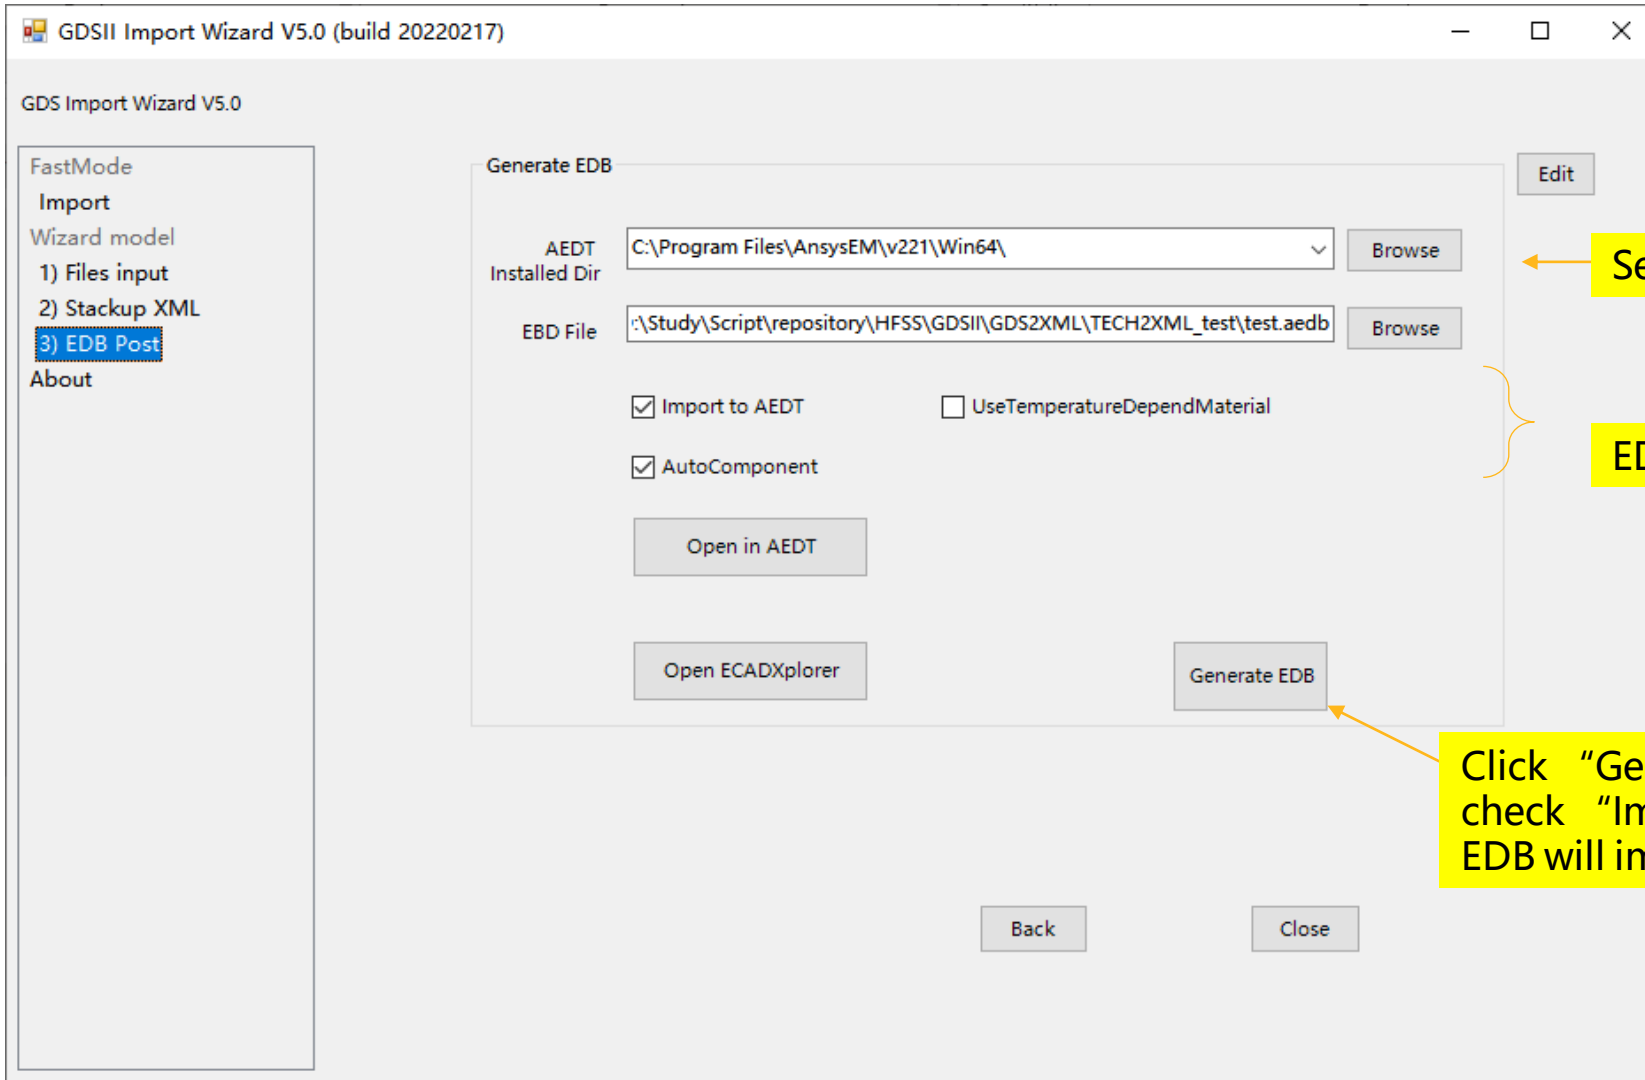 GDSII Import Wizard V5.0 (build 20220217)
GDS Import Wizard V5.0
FastMode
Import
Wizard model
1) Files input
2) Stackup XML
3) EDB Post
About
Generate EDB
Edit
AEDT
Installed Dir
C:\Program Files\AnsysEM\v221\Win64\
Browse
EBD File
:\Study\Script\repository\HFSS\GDSII\GDS2XML\TECH2XML_test\test.aedb
Browse
Import to AEDT
UseTemperatureDependMaterial
AutoComponent
Open in AEDT
Open ECADXplorer
Generate EDB
Click “Ge
check “Im
EDB will im
Back
Close